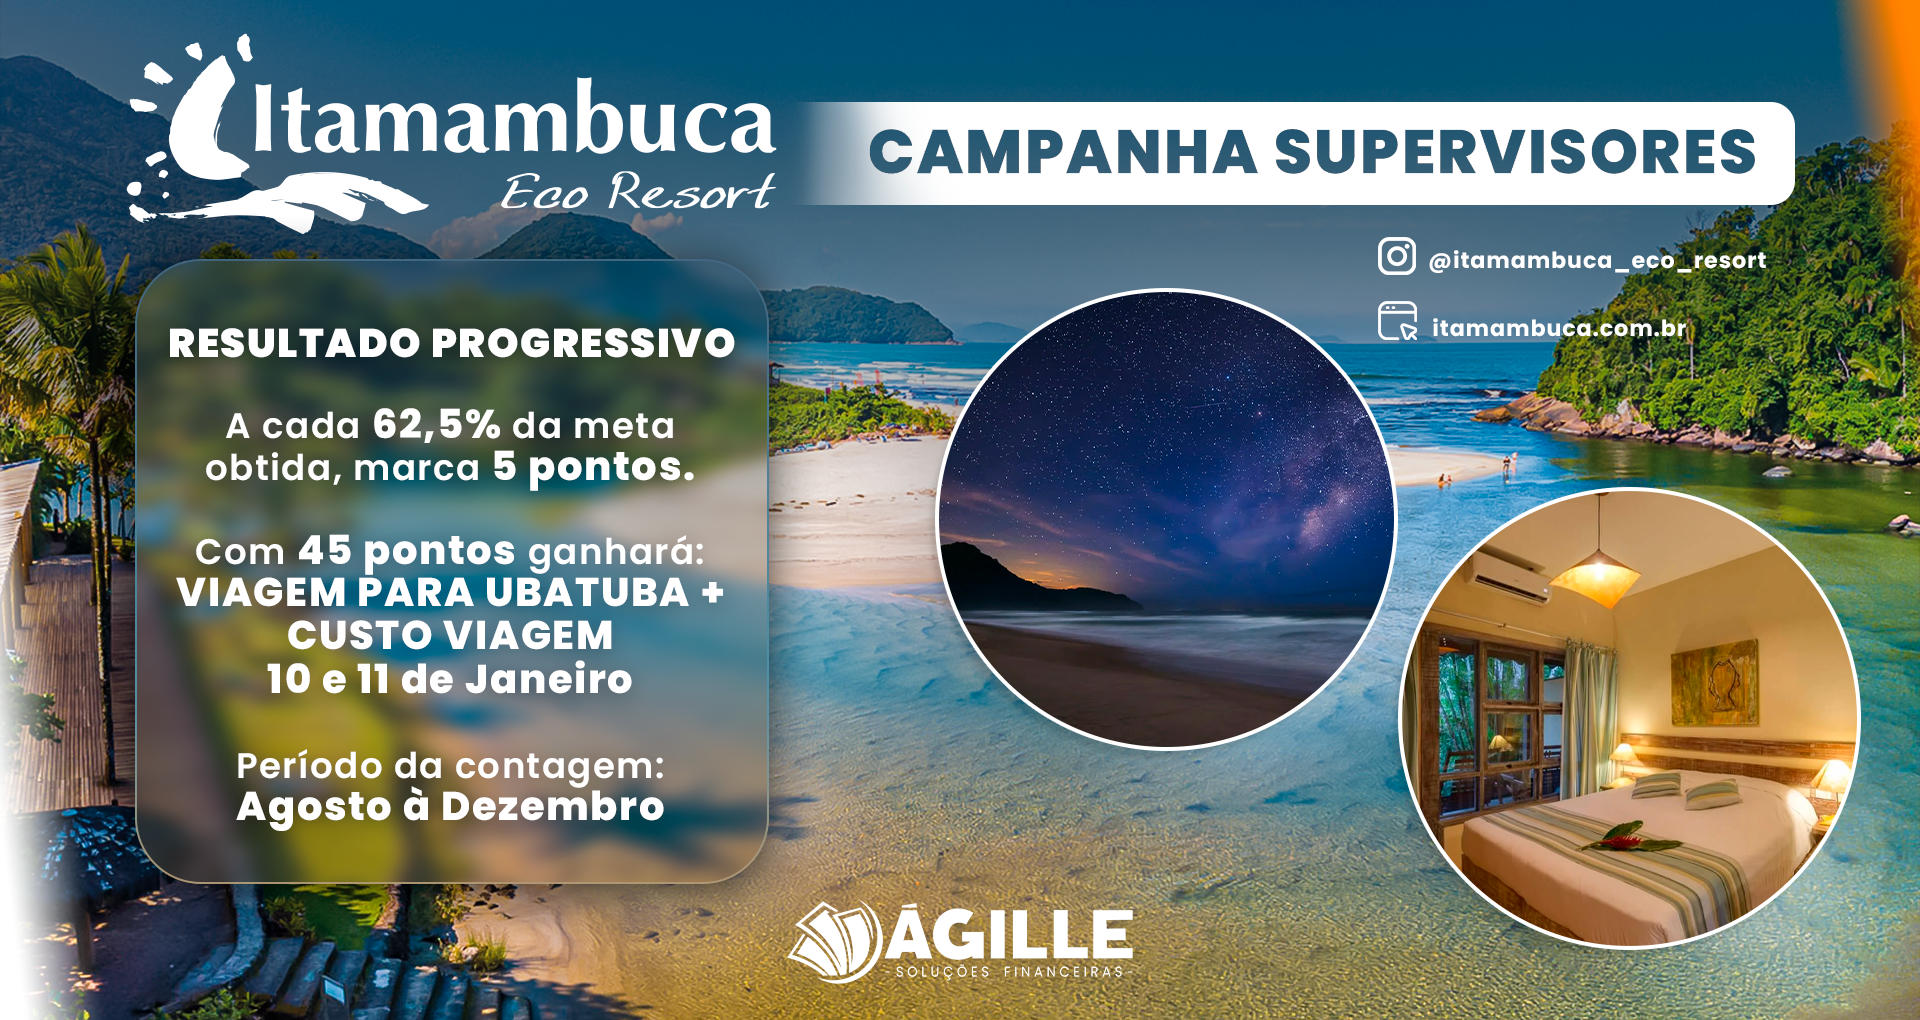 Itamambuca
Eco Resort
CAMPANHA SUPERVISORES
@itamambuca_eco_resort
itamambuca.com.br
RESULTADO PROGRESSIVO
A cada 62,5% da meta
obtida, marca 5 pontos.
Com 45 pontos ganhará:
VIAGEM PARA UBATUBA +
CUSTO VIAGEM
10 e 11 de Janeiro
Período da contagem:
Agosto à Dezembro
ÁGILLE
-SOLUÇÕES FINANCEIRAS-